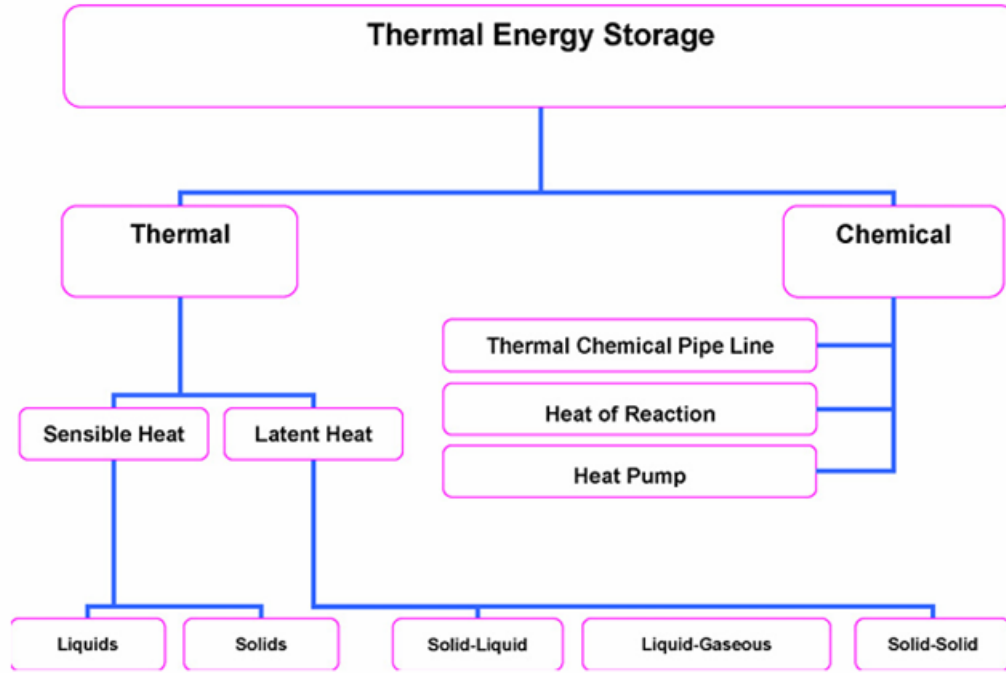 Thermal Energy Storage
Thermal
Chemical
Thermal Chemical Pipe Line
Heat of Reaction
Heat Pump
Sensible Heat
Latent Heat
Liquids
Solids
Solid-Liquid
Liquid-Gaseous
Solid-Solid